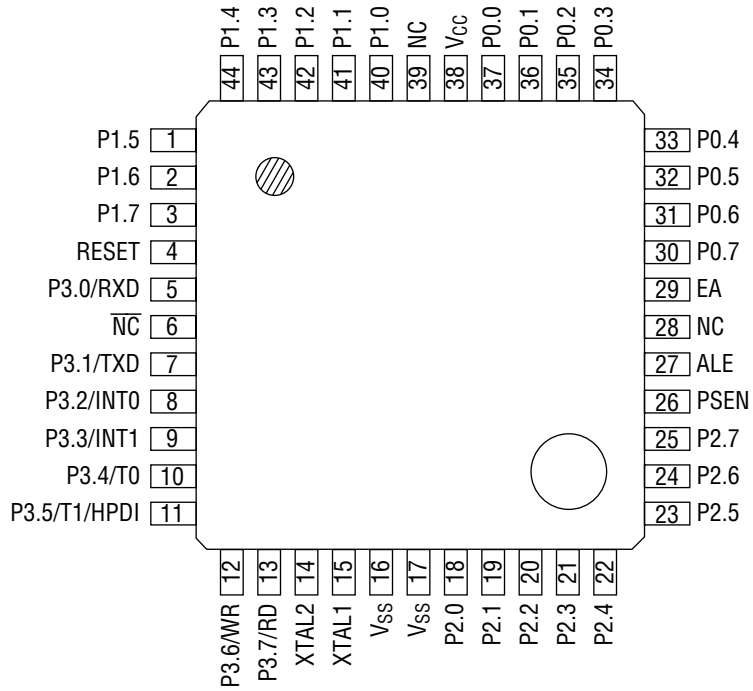 44 P1.4
43 P1.3
42 P1.2
41 P1.1
40 P1.0
39 NC
38 VCC
37 P0.0
36 P0.1
35 P0.2
34 P0.3
P1.5 1
P1.6 2
P1.7 3
RESET 4
P3.0/RXD 5
N̅C̅ 6
P3.1/TXD 7
P3.2/INT0 8
P3.3/INT1 9
P3.4/T0 10
P3.5/T1/HPDI 11
33 P0.4
32 P0.5
31 P0.6
30 P0.7
29 EA
28 NC
27 ALE
26 PSEN
25 P2.7
24 P2.6
23 P2.5
P3.6/WR 12
P3.7/RD 13
XTAL2 14
XTAL1 15
VSS 16
VSS 17
P2.0 18
P2.1 19
P2.2 20
P2.3 21
P2.4 22